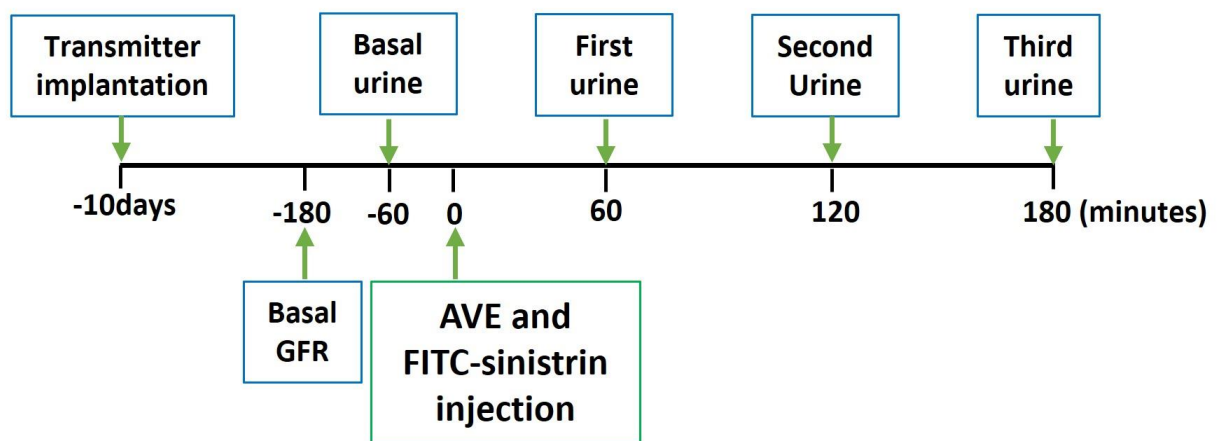 Transmitter
implantation
Basal
urine
First
urine
Second
Urine
Third
urine
-10days
-180
-60
0
60
120
180 (minutes)
Basal
GFR
AVE and
FITC-sinistrin
injection